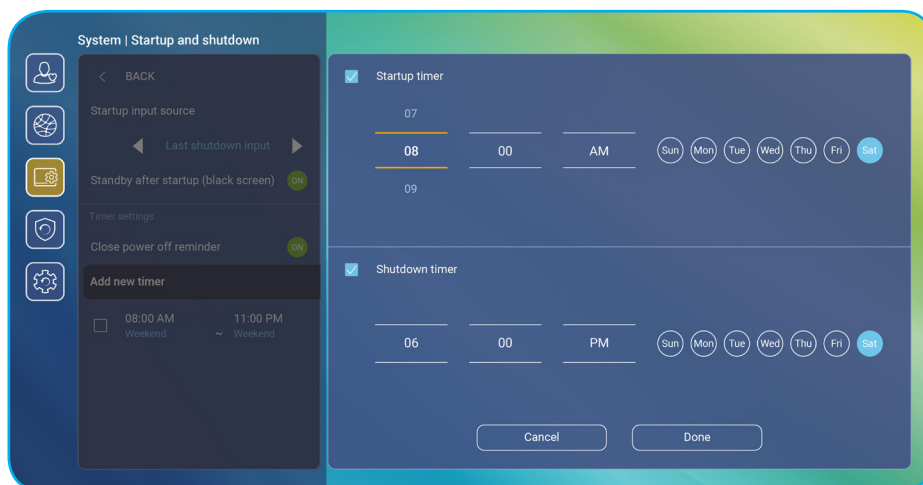 System | Startup and shutdown
BACK
Startup input source
Last shutdown input
Standby after startup (black screen) ON
Timer settings
Close power off reminder ON
Add new timer
08:00 AM 11:00 PM
Weekend ~ Weekend
Startup timer
07
08 00 AM Sun Mon Tue Wed Thu Fri Sat
09
Shutdown timer
06 00 PM Sun Mon Tue Wed Thu Fri Sat
Cancel Done